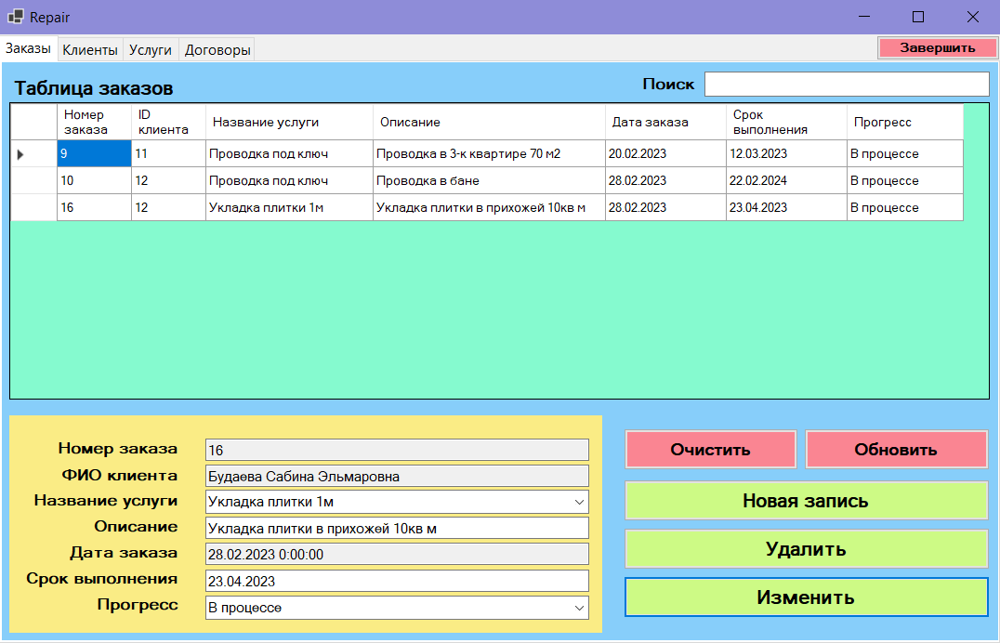 Repair
Заказы Клиенты Услуги Договоры Завершить
Таблица заказов Поиск
Номер заказа ID клиента Название услуги Описание Дата заказа Срок выполнения Прогресс
9 11 Проводка под ключ Проводка в 3-к квартире 70 м2 20.02.2023 12.03.2023 В процессе
10 12 Проводка под ключ Проводка в бане 28.02.2023 22.02.2024 В процессе
16 12 Укладка плитки 1м Укладка плитки в прихожей 10кв м 28.02.2023 23.04.2023 В процессе
Номер заказа 16
ФИО клиента Будаева Сабина Эльмаровна
Название услуги Укладка плитки 1м
Описание Укладка плитки в прихожей 10кв м
Дата заказа 28.02.2023 0:00:00
Срок выполнения 23.04.2023
Прогресс В процессе
Очистить Обновить
Новая запись
Удалить
Изменить